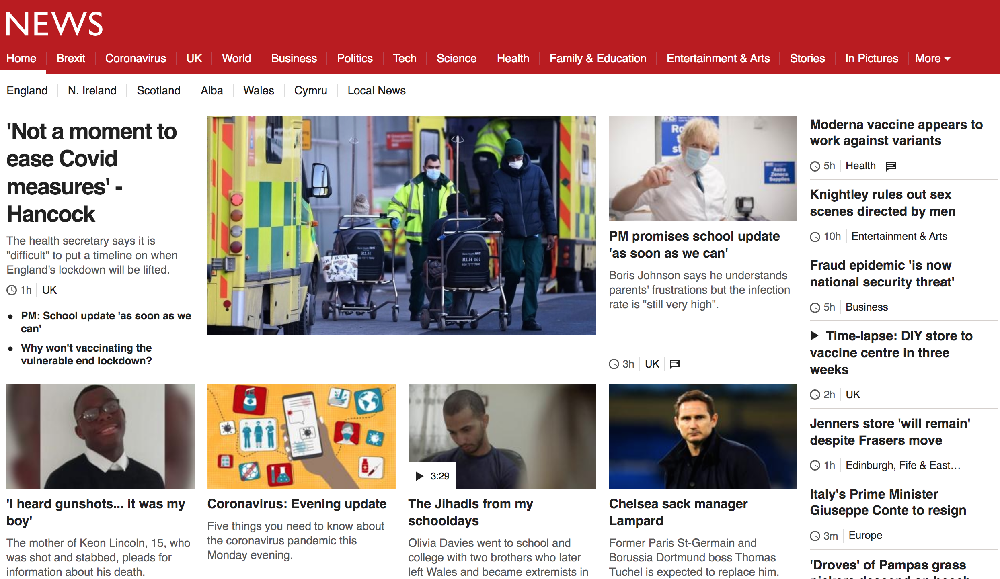 NEWS
Home
Brexit
Coronavirus
UK
World
Business
Politics
Tech
Science
Health
Family & Education
Entertainment & Arts
Stories
In Pictures
More
England
N. Ireland
Scotland
Alba
Wales
Cymru
Local News
'Not a moment to
ease Covid
measures' -
Hancock
The health secretary says it is
"difficult" to put a timeline on when
England's lockdown will be lifted.
1h
UK
PM: School update 'as soon as we
can'
Why won't vaccinating the
vulnerable end lockdown?
RLH
RLH 001
NHS
Astra
Zeneca
Supplies
PM promises school update
'as soon as we can'
Boris Johnson says he understands
parents' frustrations but the infection
rate is "still very high".
3h
UK
'I heard gunshots... it was my
boy'
The mother of Keon Lincoln, 15, who
was shot and stabbed, pleads for
information about his death.
Coronavirus: Evening update
Five things you need to know about
the coronavirus pandemic this
Monday evening.
3:29
The Jihadis from my
schooldays
Olivia Davies went to school and
college with two brothers who later
left Wales and became extremists in
Chelsea sack manager
Lampard
Former Paris St-Germain and
Borussia Dortmund boss Thomas
Tuchel is expected to replace him.
Moderna vaccine appears to
work against variants
5h
Health
Knightley rules out sex
scenes directed by men
10h
Entertainment & Arts
Fraud epidemic 'is now
national security threat'
5h
Business
Time-lapse: DIY store to
vaccine centre in three
weeks
2h
UK
Jenners store 'will remain'
despite Frasers move
1h
Edinburgh, Fife & East…
Italy's Prime Minister
Giuseppe Conte to resign
3m
Europe
'Droves' of Pampas grass